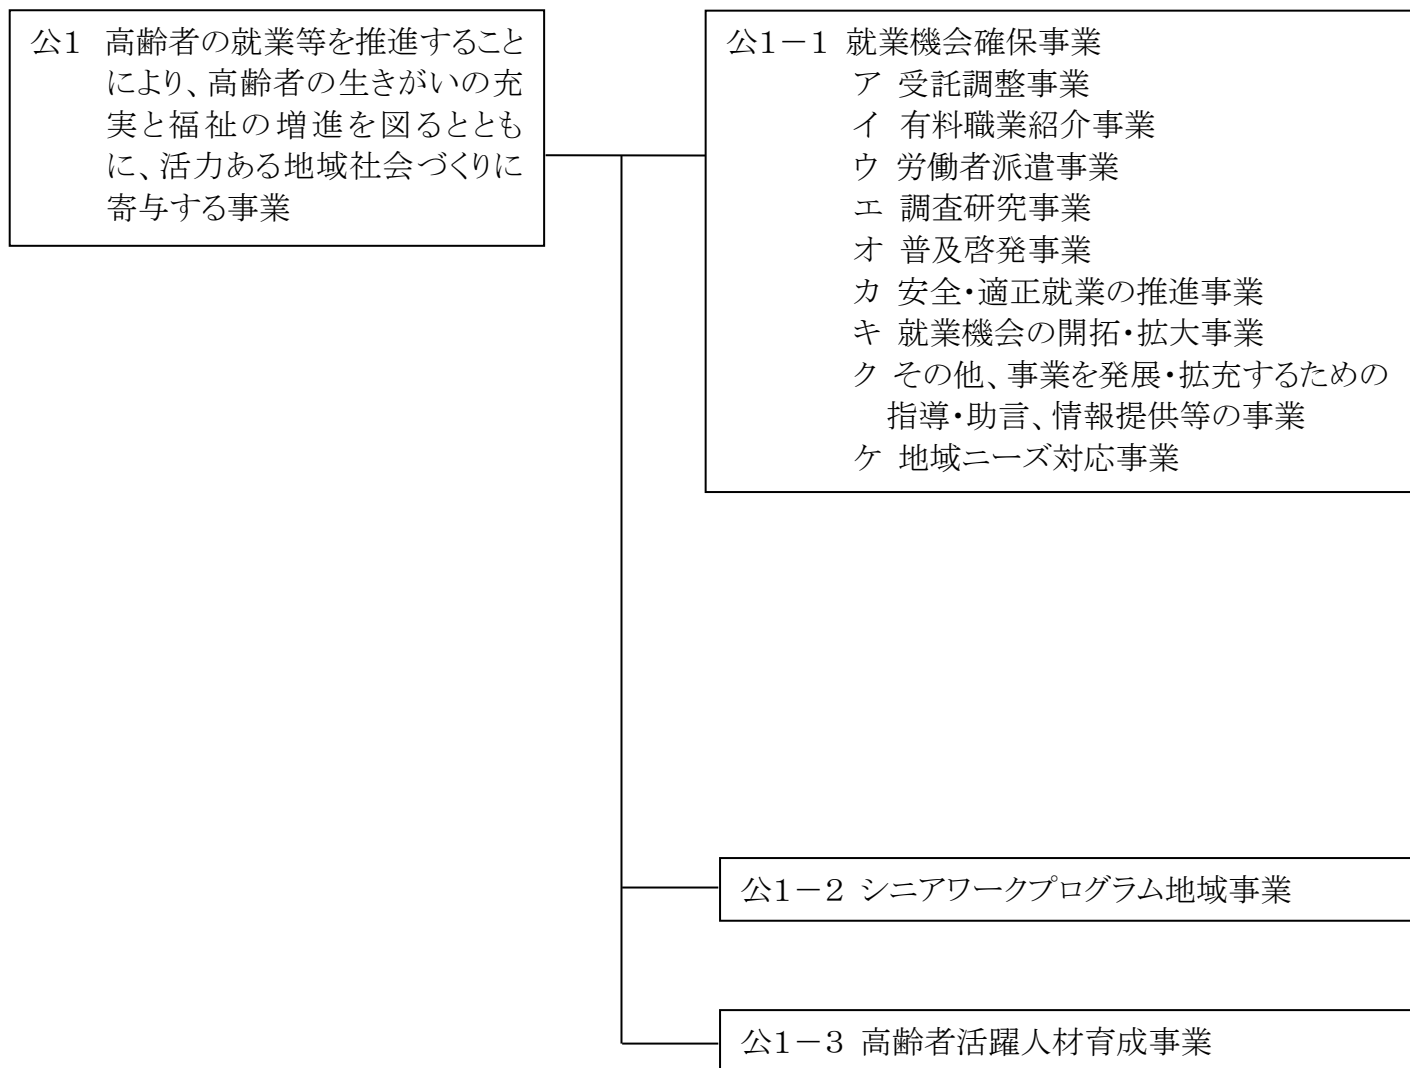 公1 高齢者の就業等を推進すること
により、高齢者の生きがいの充
実と福祉の増進を図るととも
に、活力ある地域社会づくりに
寄与する事業
公1－1 就業機会確保事業
ア 受託調整事業
イ 有料職業紹介事業
ウ 労働者派遣事業
エ 調査研究事業
オ 普及啓発事業
カ 安全・適正就業の推進事業
キ 就業機会の開拓・拡大事業
ク その他、事業を発展・拡充するための
指導・助言、情報提供等の事業
ケ 地域ニーズ対応事業
公1－2 シニアワークプログラム地域事業
公1－3 高齢者活躍人材育成事業